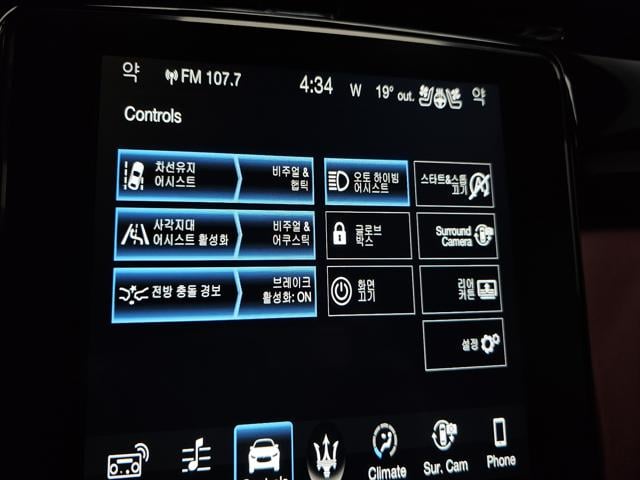 약 FM 107.7 4:34 W 19° out. 약
Controls
차선유지
어시스트
비주얼 &
햅틱
오토 하이빔
어시스트
스타트&스톱
끄기
사각지대
어시스트 활성화
비주얼 &
어쿠스틱
글로브
박스
Surround
Camera
전방 충돌 경보
브레이크
활성화: ON
화면
끄기
리어
커튼
설정
Controls
Climate
Sur. Cam
Phone